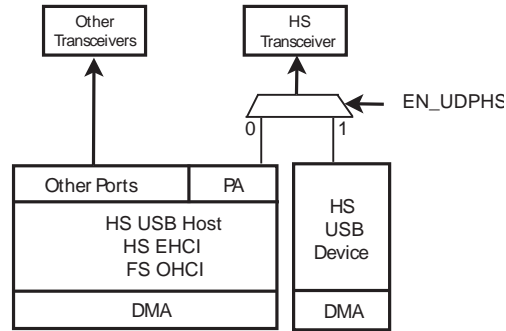 Other
Transceivers
HS
Transceiver
EN_UDPHS
0
1
Other Ports
PA
HS USB Host
HS EHCI
FS OHCI
DMA
HS
USB
Device
DMA